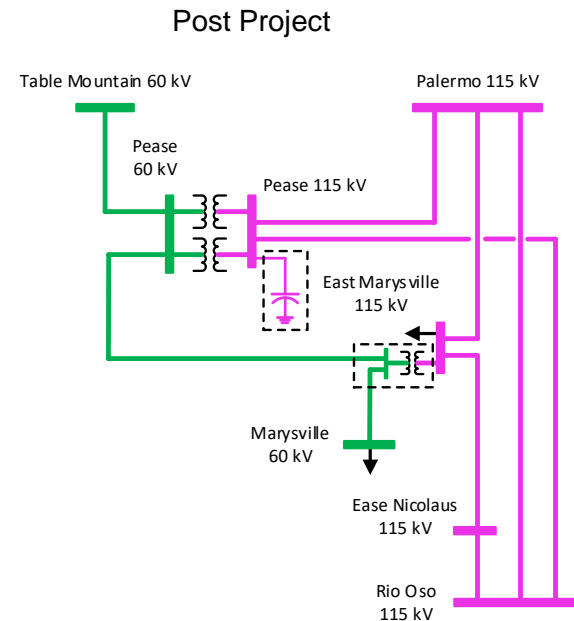 Post Project
Table Mountain 60 kV
Palermo 115 kV
Pease
60 kV
Pease 115 kV
East Marysville
115 kV
Marysville
60 kV
Ease Nicolaus
115 kV
Rio Oso
115 kV